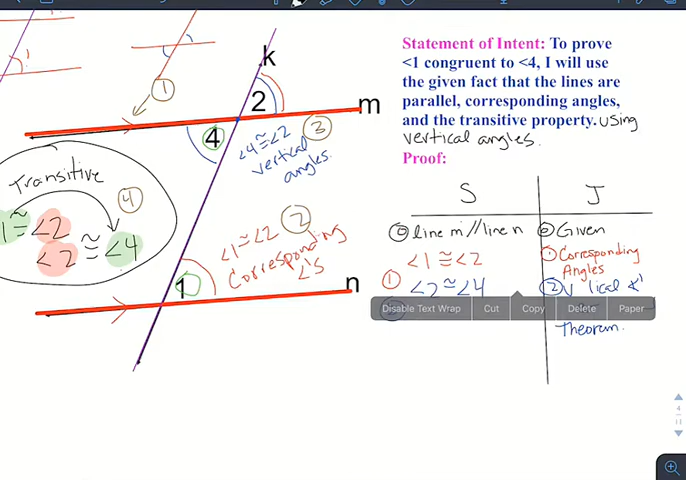 Statement of Intent: To prove
<1 congruent to <4, I will use
the given fact that the lines are
parallel, corresponding angles,
and the transitive property. using
vertical angles.
Proof:
S J
0 line m // line n 0 Given
1 ∠1 ≅ ∠2 1 Corresponding
Angles
∠2 ≅ ∠4 2
Theorem.
Disable Text Wrap Cut Copy Delete Paper
1
1
k
2
m
4
3
∠4 ≅ ∠2
vertical
angles.
Transitive
4
1 ≅ ∠2
∠2 ≅ ∠4
∠1 ≅ ∠2 2
Corresponding
∠'s
1
n